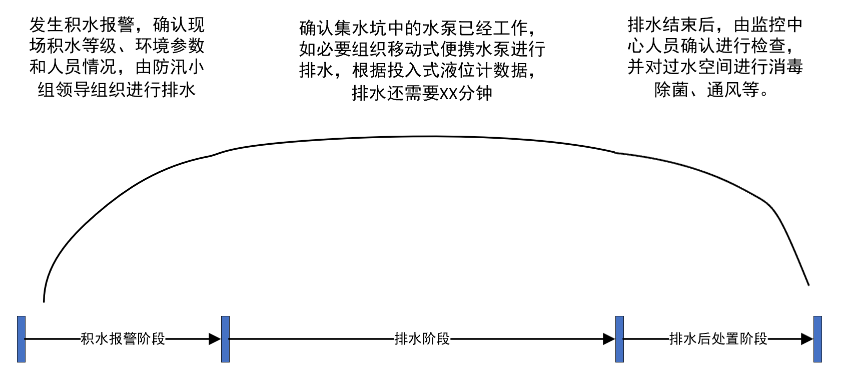 发生积水报警，确认现
场积水等级、环境参数
和人员情况，由防汛小
组领导组织进行排水
确认集水坑中的水泵已经工作，
如必要组织移动式便携水泵进行
排水，根据投入式液位计数据，
排水还需要XX分钟
排水结束后，由监控中
心人员确认进行检查，
并对过水空间进行消毒
除菌、通风等。
积水报警阶段
排水阶段
排水后处置阶段